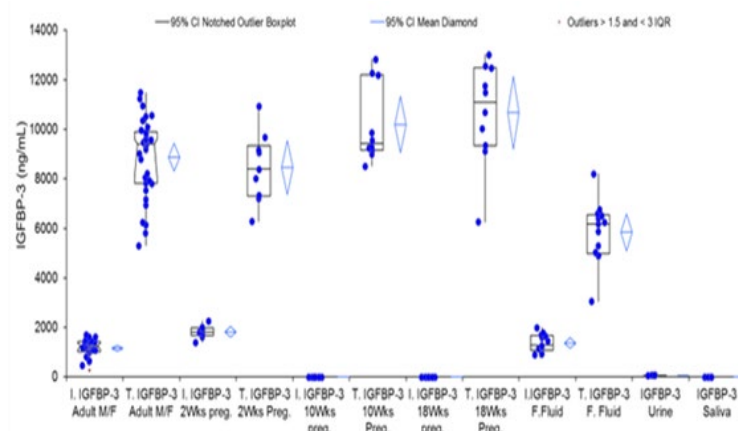 95% CI Notched Outlier Boxplot 95% CI Mean Diamond Outliers > 1.5 and < 3 IQR
14000
12000
10000
8000
6000
4000
2000
0
IGFBP-3 (ng/mL)
I. IGFBP-3 T. IGFBP-3 I. IGFBP-3 T. IGFBP-3 I. IGFBP-3 T. IGFBP-3 I. IGFBP-3 T. IGFBP-3 I.IGFBP-3 T. IGFBP-3 IGFBP-3 IGFBP-3
Adult M/F Adult M/F 2Wks preg. 2Wks Preg. 10Wks 10Wks 18Wks 18Wks F.Fluid F. Fluid Urine Saliva
preg Preg. preg Preg.